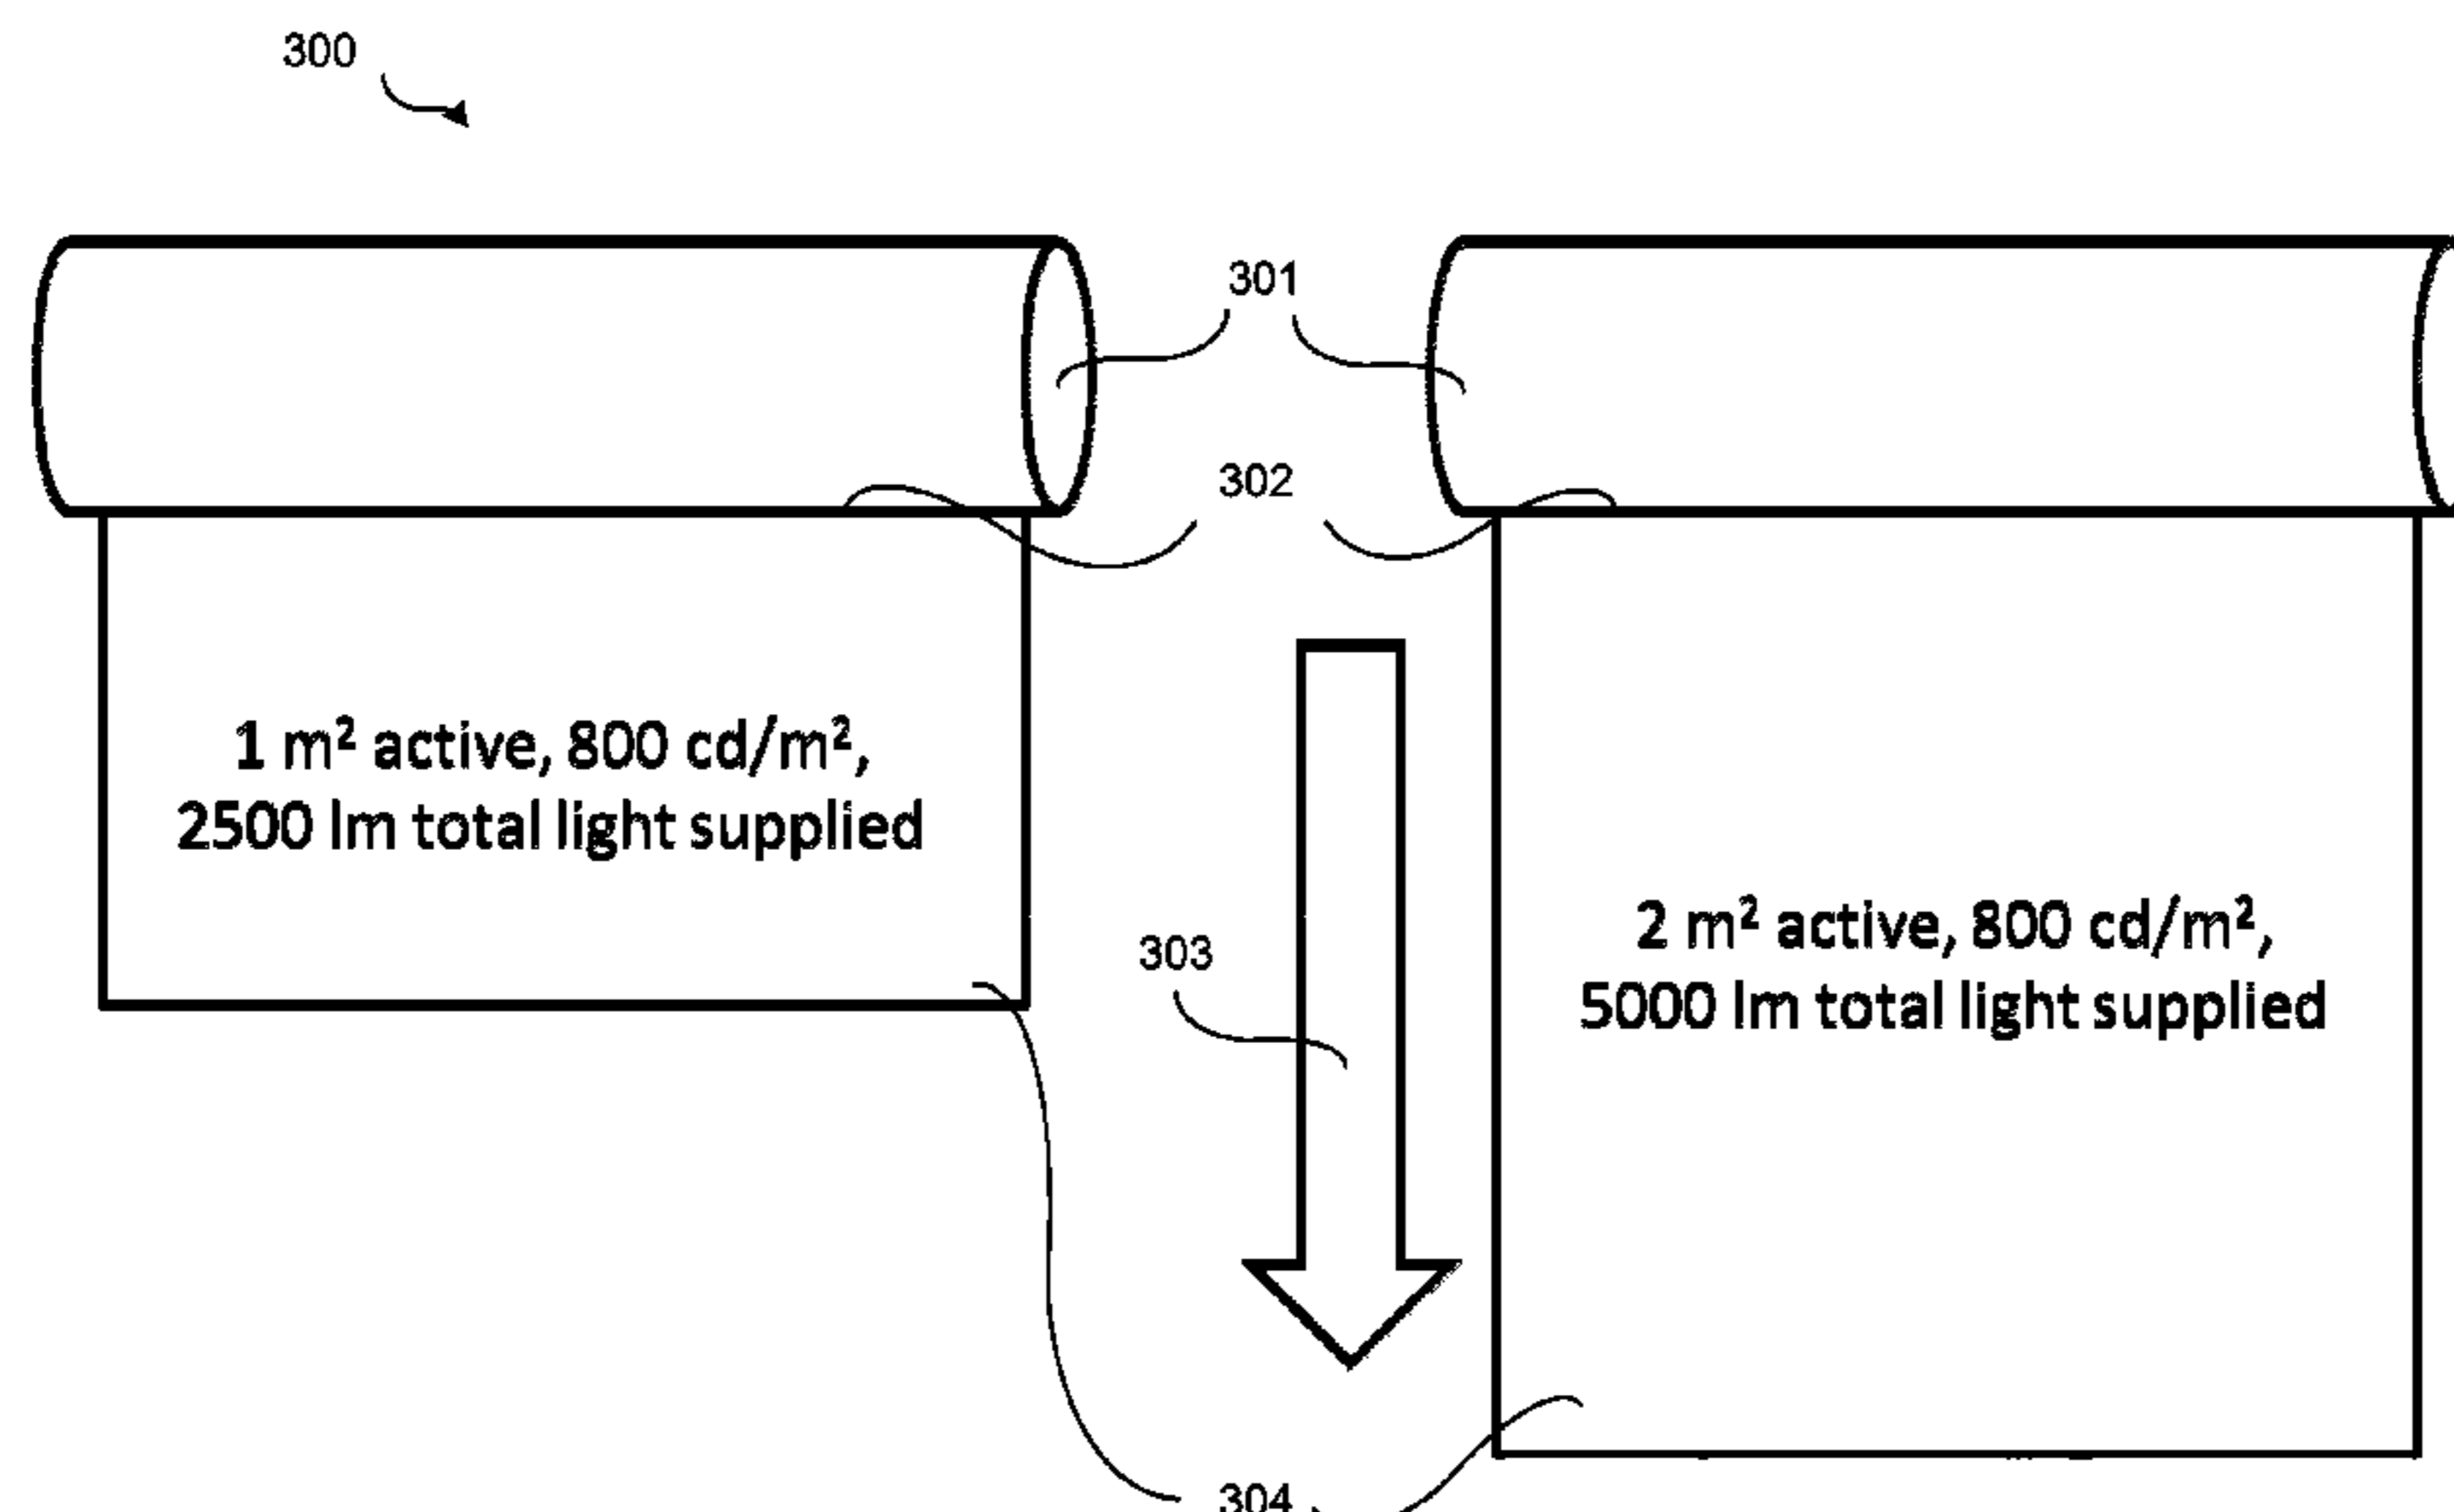 300
301
302
1 m² active, 800 cd/m²,
2500 lm total light supplied
303
2 m² active, 800 cd/m²,
5000 lm total light supplied
304